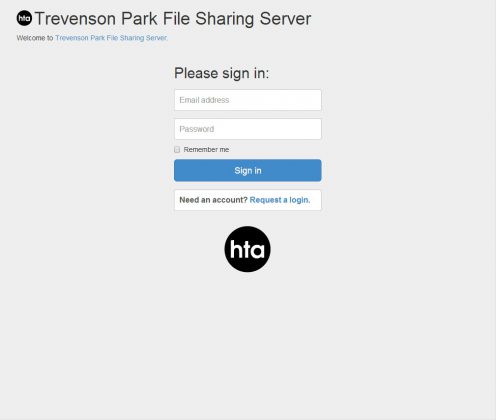 hta Trevenson Park File Sharing Server
Welcome to Trevenson Park File Sharing Server.
Please sign in:
Email address
Password
Remember me
Sign in
Need an account? Request a login.
hta